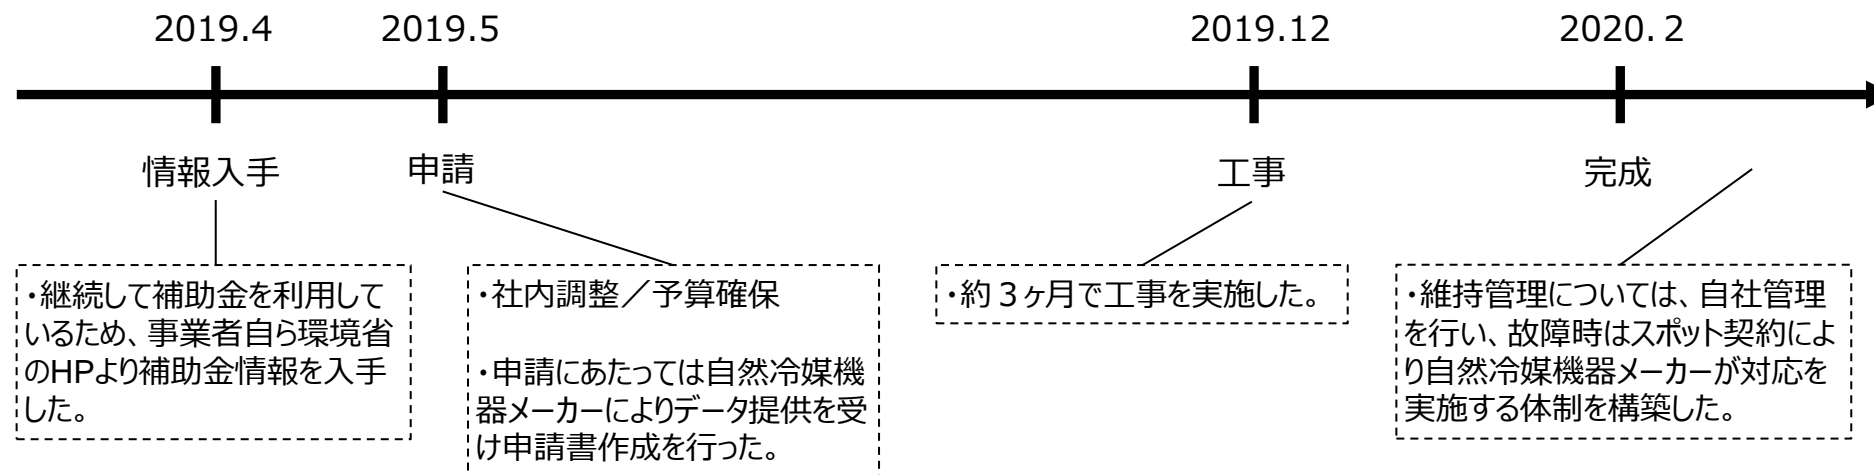 2019.4
2019.5
2019.12
2020.2
情報入手
申請
工事
完成
・継続して補助金を利用して
いるため、事業者自ら環境省
のHPより補助金情報を入手
した。
・社内調整／予算確保
・申請にあたっては自然冷媒機
器メーカーによりデータ提供を受
け申請書作成を行った。
・約３ヶ月で工事を実施した。
・維持管理については、自社管理
を行い、故障時はスポット契約によ
り自然冷媒機器メーカーが対応を
実施する体制を構築した。